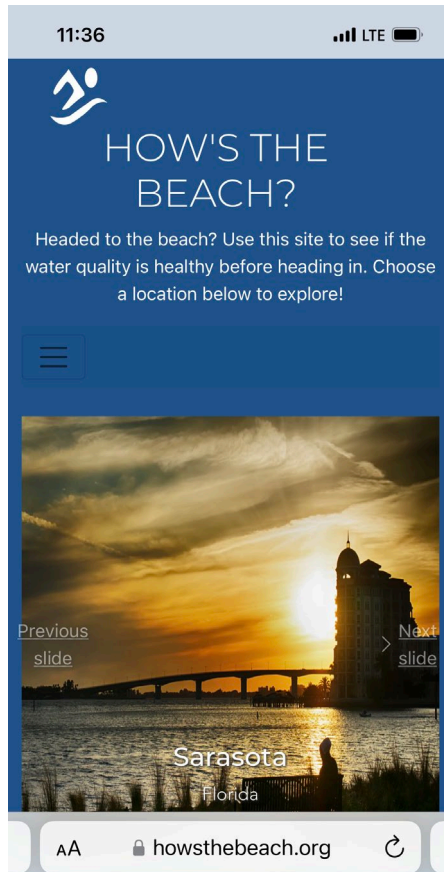 11:36
LTE
HOW'S THE
BEACH?
Headed to the beach? Use this site to see if the
water quality is healthy before heading in. Choose
a location below to explore!
Previous
slide
Next
slide
Sarasota
Florida
AA
howsthebeach.org